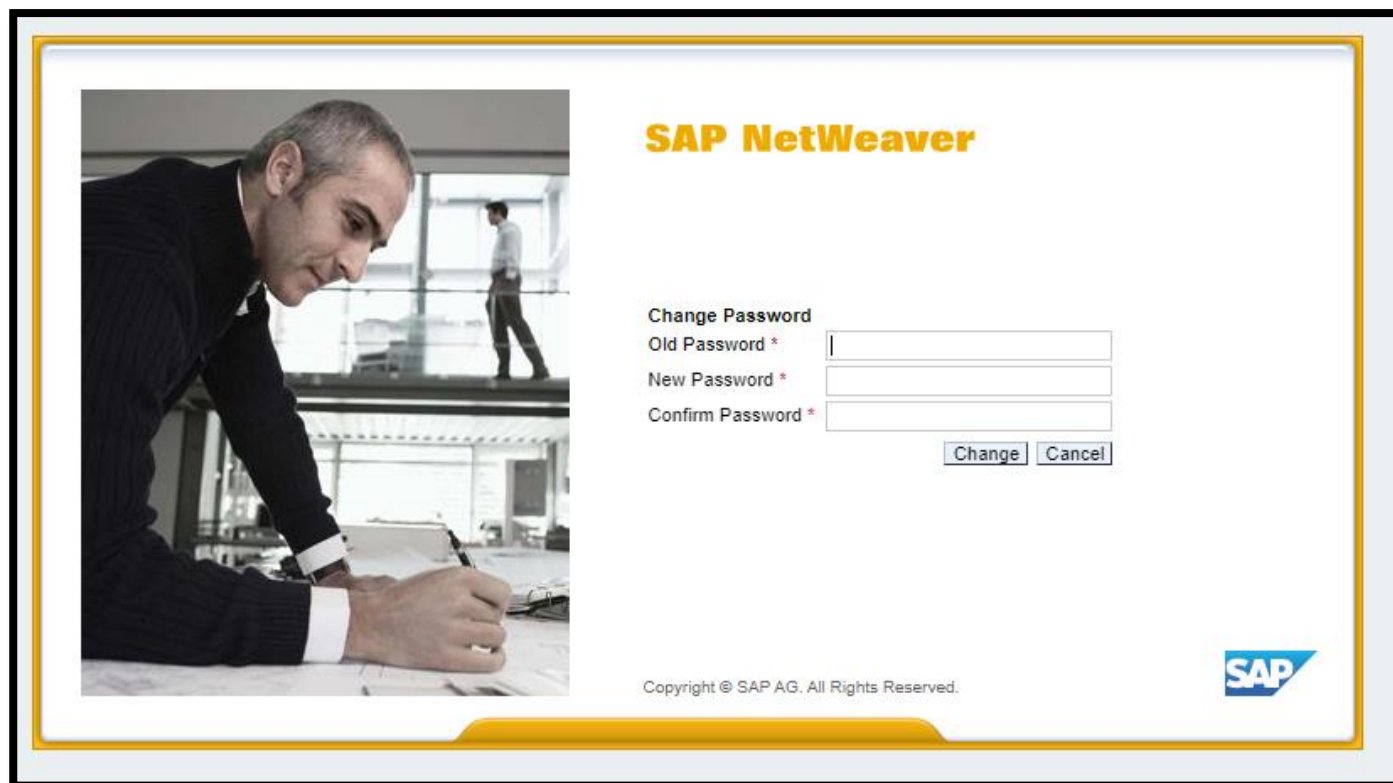 SAP NetWeaver
Change Password
Old Password *
New Password *
Confirm Password *
Change Cancel
Copyright © SAP AG. All Rights Reserved.
SAP